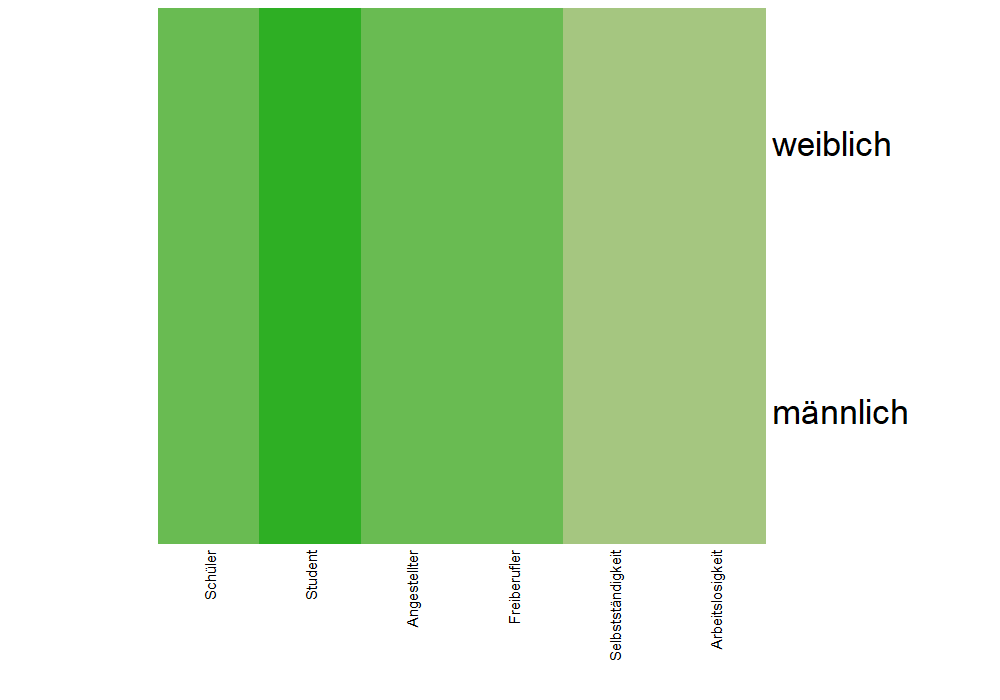 weiblich
männlich
Schüler
Student
Angestellter
Freiberufler
Selbstständigkeit
Arbeitslosigkeit